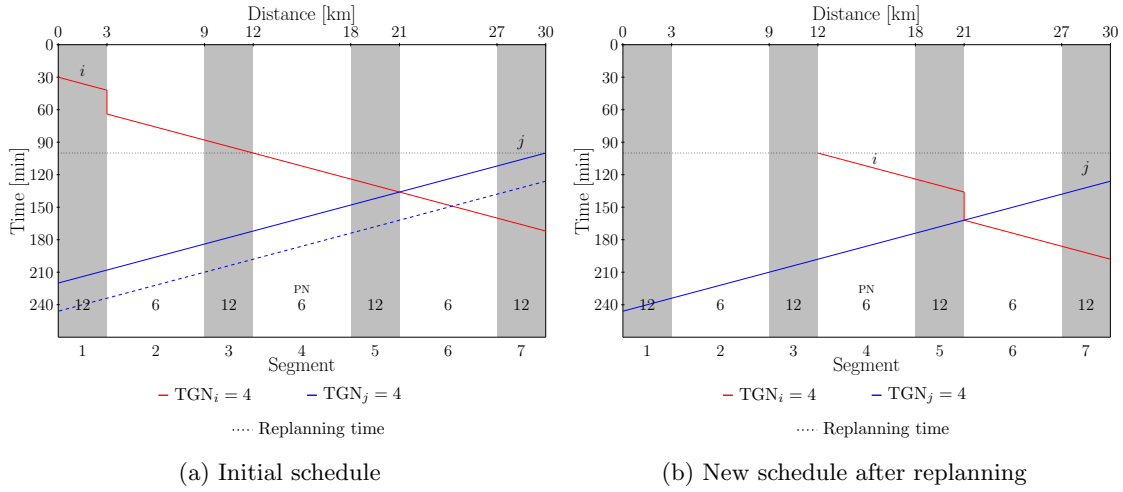 Distance [km]
0 3 9 12 18 21 27 30
Time [min]
0
30
60
90
120
150
180
210
240
i
j
PN
12 6 12 6 12 6 12
1 2 3 4 5 6 7
Segment
TGNi = 4 TGNj = 4
Replanning time
(a) Initial schedule
Distance [km]
0 3 9 12 18 21 27 30
Time [min]
0
30
60
90
120
150
180
210
240
i
j
PN
12 6 12 6 12 6 12
1 2 3 4 5 6 7
Segment
TGNi = 4 TGNj = 4
Replanning time
(b) New schedule after replanning